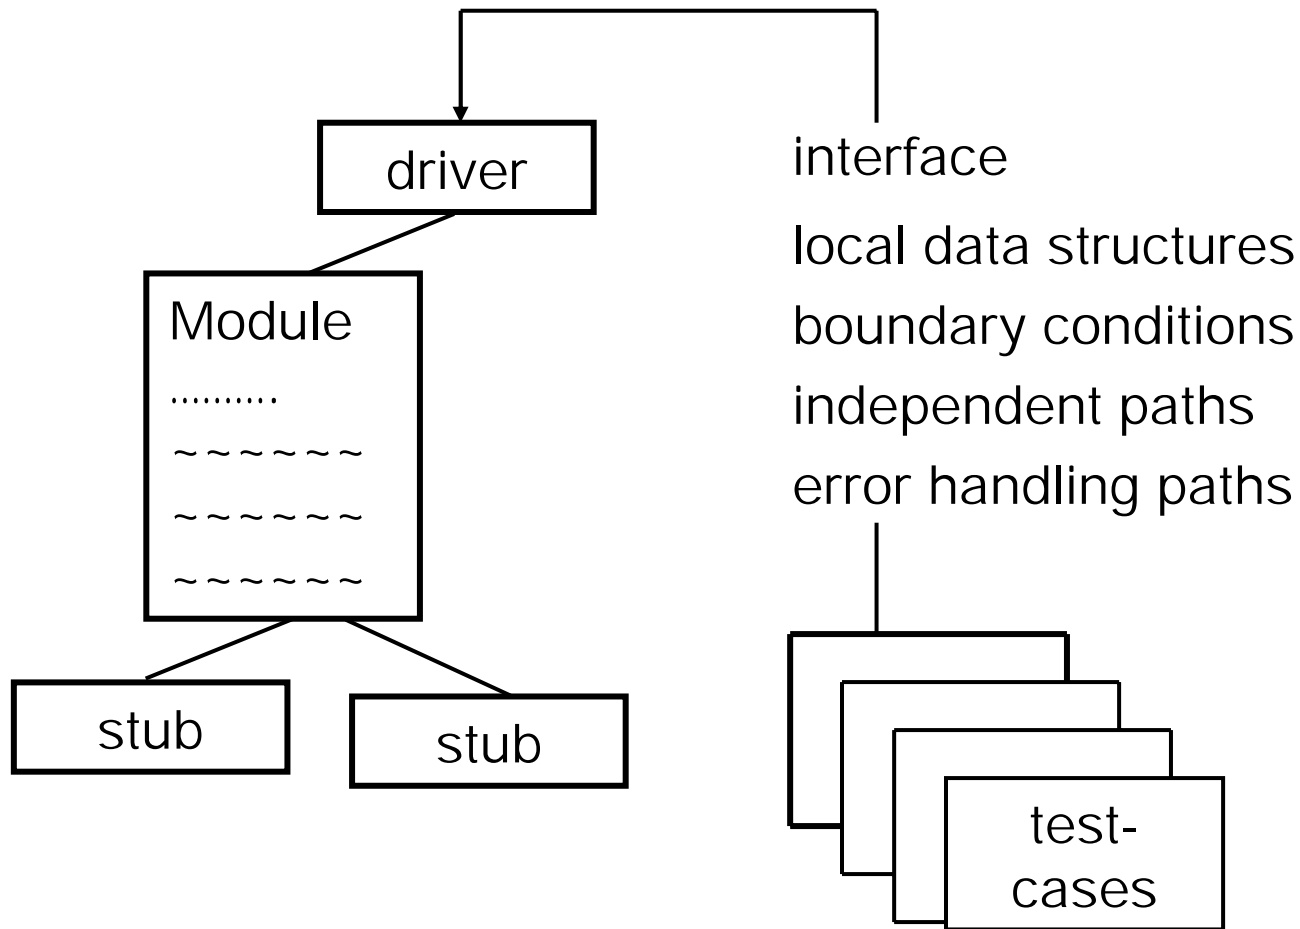 driver
Module
..........
~ ~ ~ ~ ~ ~
~ ~ ~ ~ ~ ~
~ ~ ~ ~ ~ ~
stub
stub
interface
local data structures
boundary conditions
independent paths
error handling paths
test-
cases